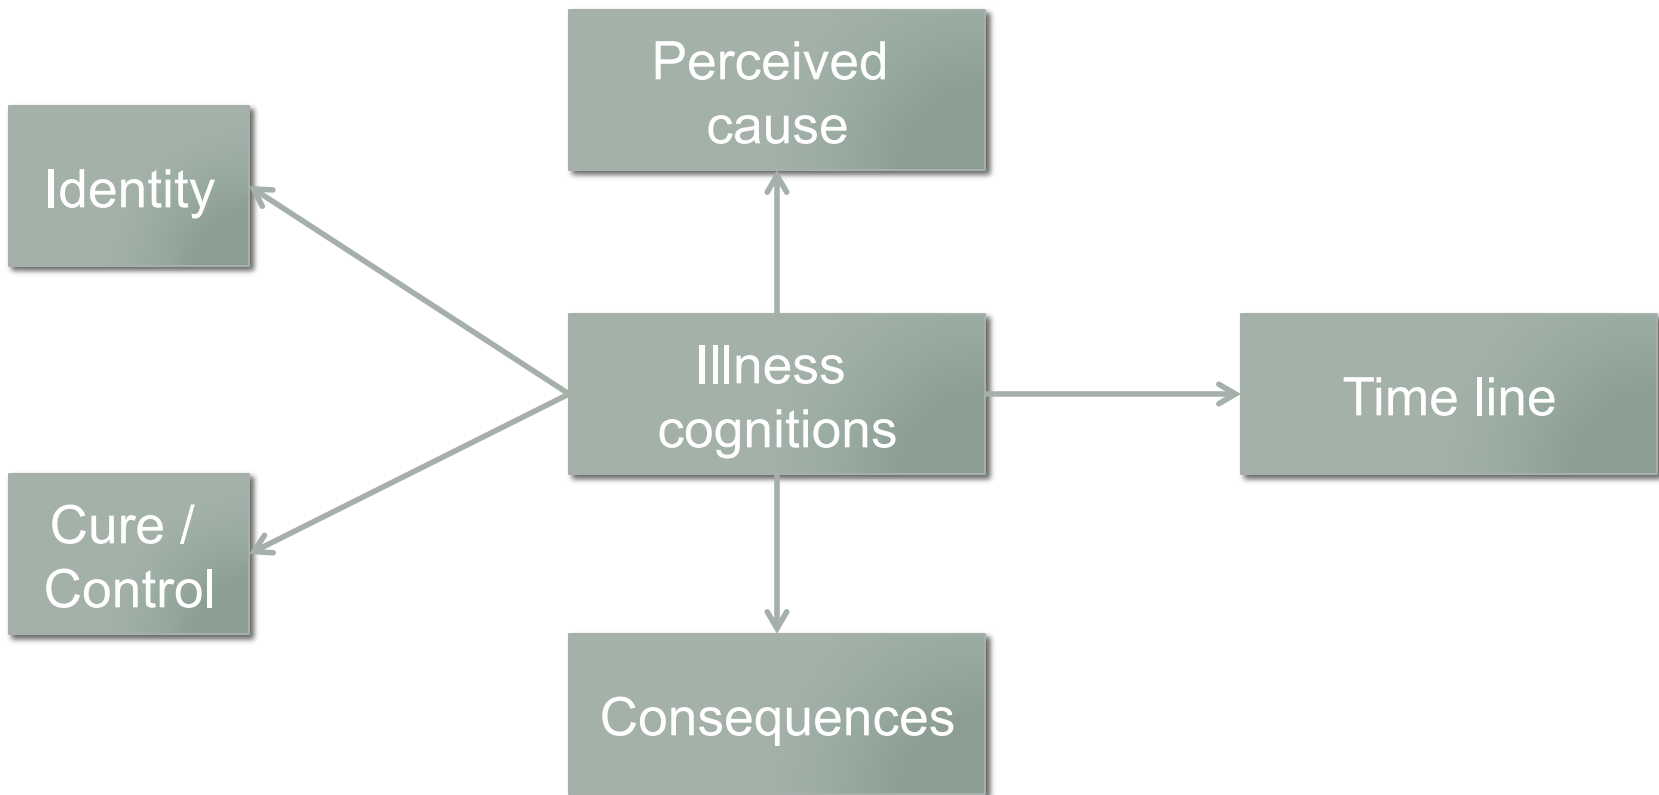 Perceived
cause
Identity
Illness
cognitions
Time line
Cure /
Control
Consequences